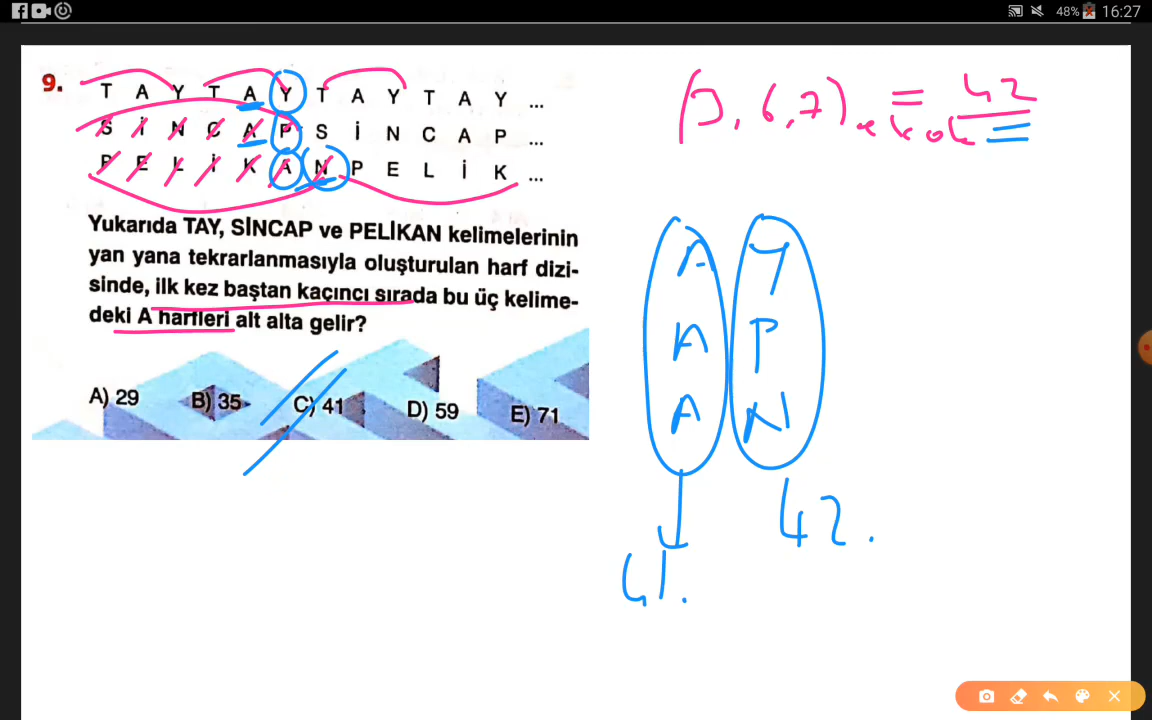 48% 16:27
9. T A Y T A Y T A Y T A Y ...
S İ N C A P S İ N C A P ...
P E L İ K A N P E L İ K ...
(3, 6, 7) ekok = 42
Yukarıda TAY, SİNCAP ve PELİKAN kelimelerinin
yan yana tekrarlanmasıyla oluşturulan harf dizi-
sinde, ilk kez baştan kaçıncı sırada bu üç kelime-
deki A harfleri alt alta gelir?
A) 29 B) 35 C) 41 D) 59 E) 71
A Y
A P
A N
41. 42.